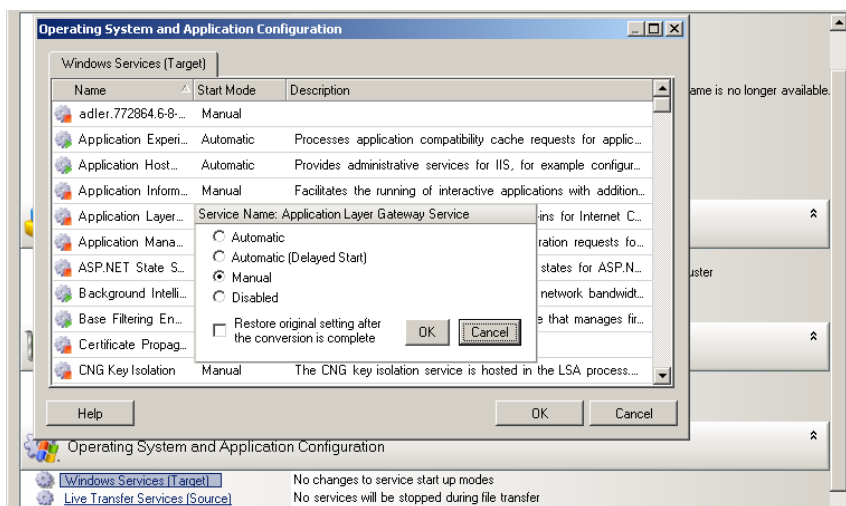 Operating System and Application Configuration
Windows Services (Target)
Name Start Mode Description
ame is no longer available.
adler.772864.6-8-... Manual
Application Experi... Automatic Processes application compatibility cache requests for applic...
Application Host... Automatic Provides administrative services for IIS, for example configur...
Application Inform... Manual Facilitates the running of interactive applications with addition...
Application Layer... Service Name: Application Layer Gateway Service -ins for Internet C...
Application Mana... Automatic ration requests fo...
Automatic (Delayed Start)
ASP.NET State S... Manual states for ASP.N... uster
Background Intelli... Disabled network bandwidt...
Base Filtering En... Restore original setting after e that manages fir...
the conversion is complete OK Cancel
Certificate Propag...
CNG Key Isolation Manual The CNG key isolation service is hosted in the LSA process....
Help OK Cancel
Operating System and Application Configuration
Windows Services (Target) No changes to service start up modes
Live Transfer Services (Source) No services will be stopped during file transfer